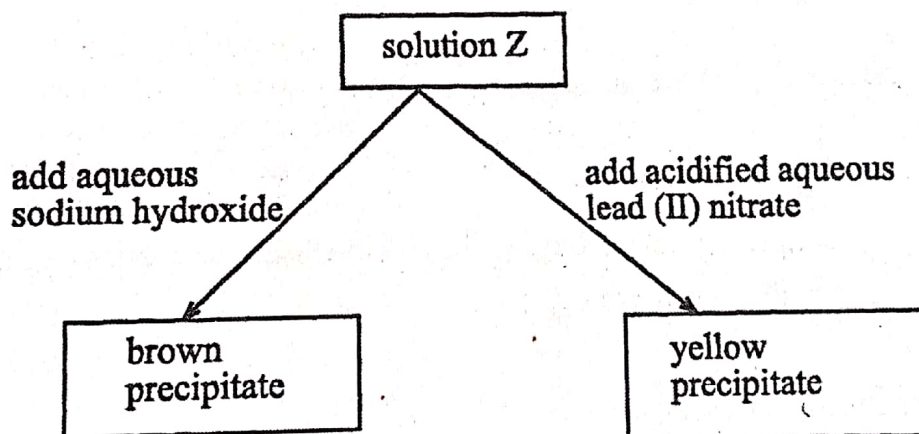 solution Z
add aqueous
sodium hydroxide
add acidified aqueous
lead (II) nitrate
brown
precipitate
yellow
precipitate